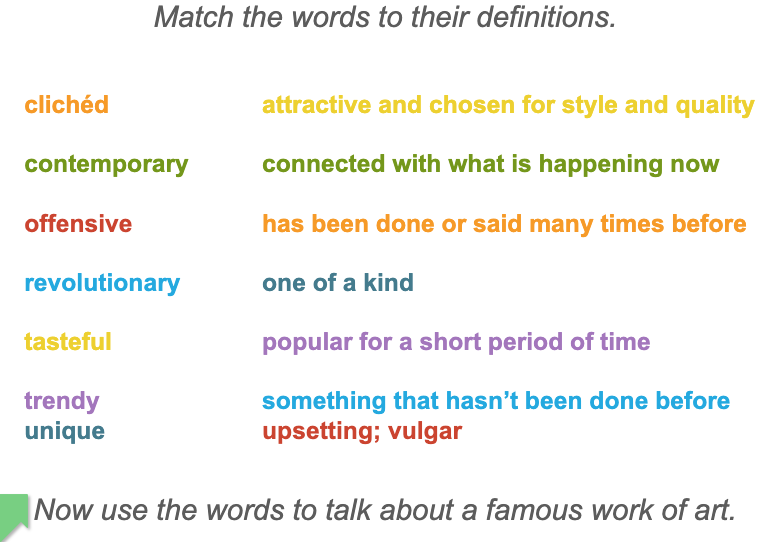 Match the words to their definitions.
clichéd attractive and chosen for style and quality
contemporary connected with what is happening now
offensive has been done or said many times before
revolutionary one of a kind
tasteful popular for a short period of time
trendy something that hasn’t been done before
unique upsetting; vulgar
Now use the words to talk about a famous work of art.